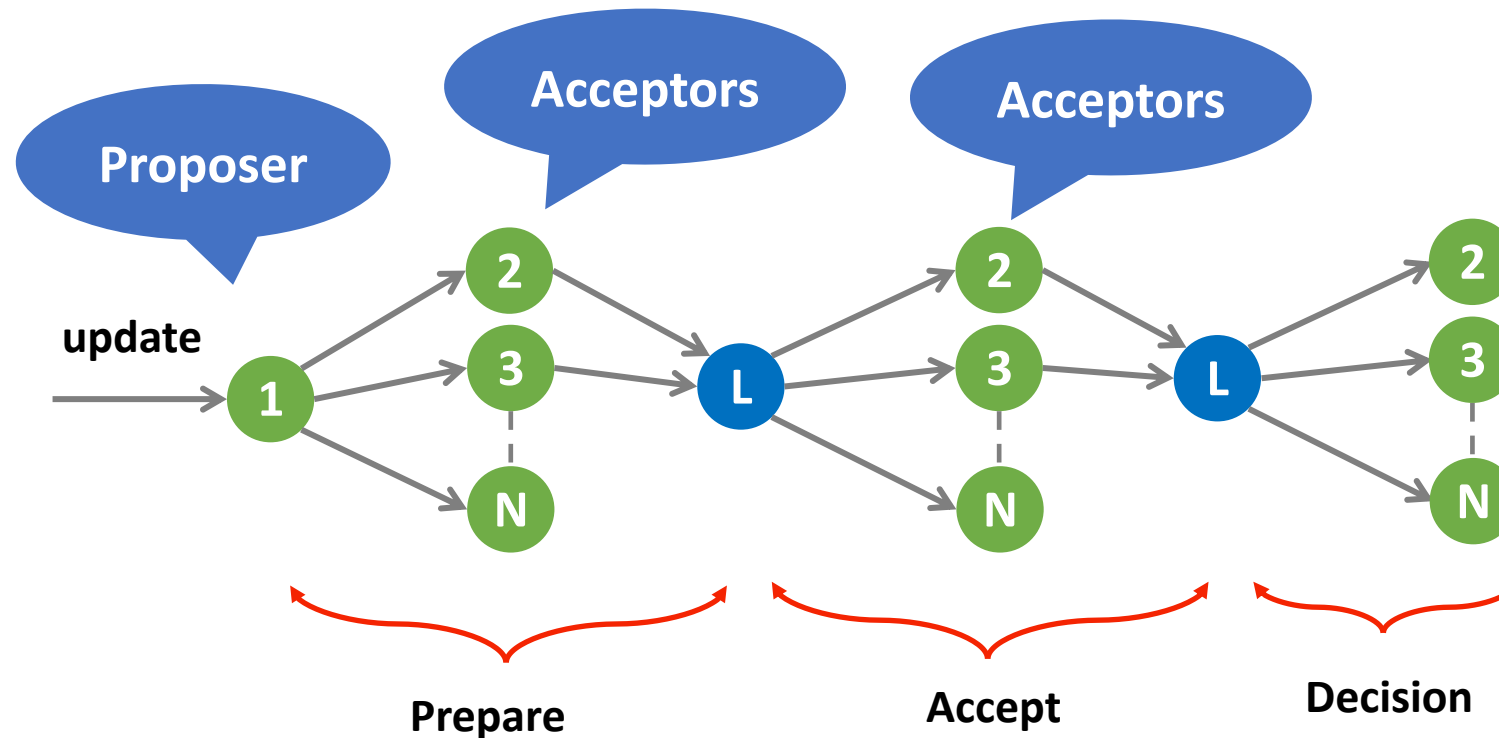 Proposer
Acceptors
Acceptors
update
1
2
3
N
L
2
3
N
L
2
3
N
Prepare
Accept
Decision